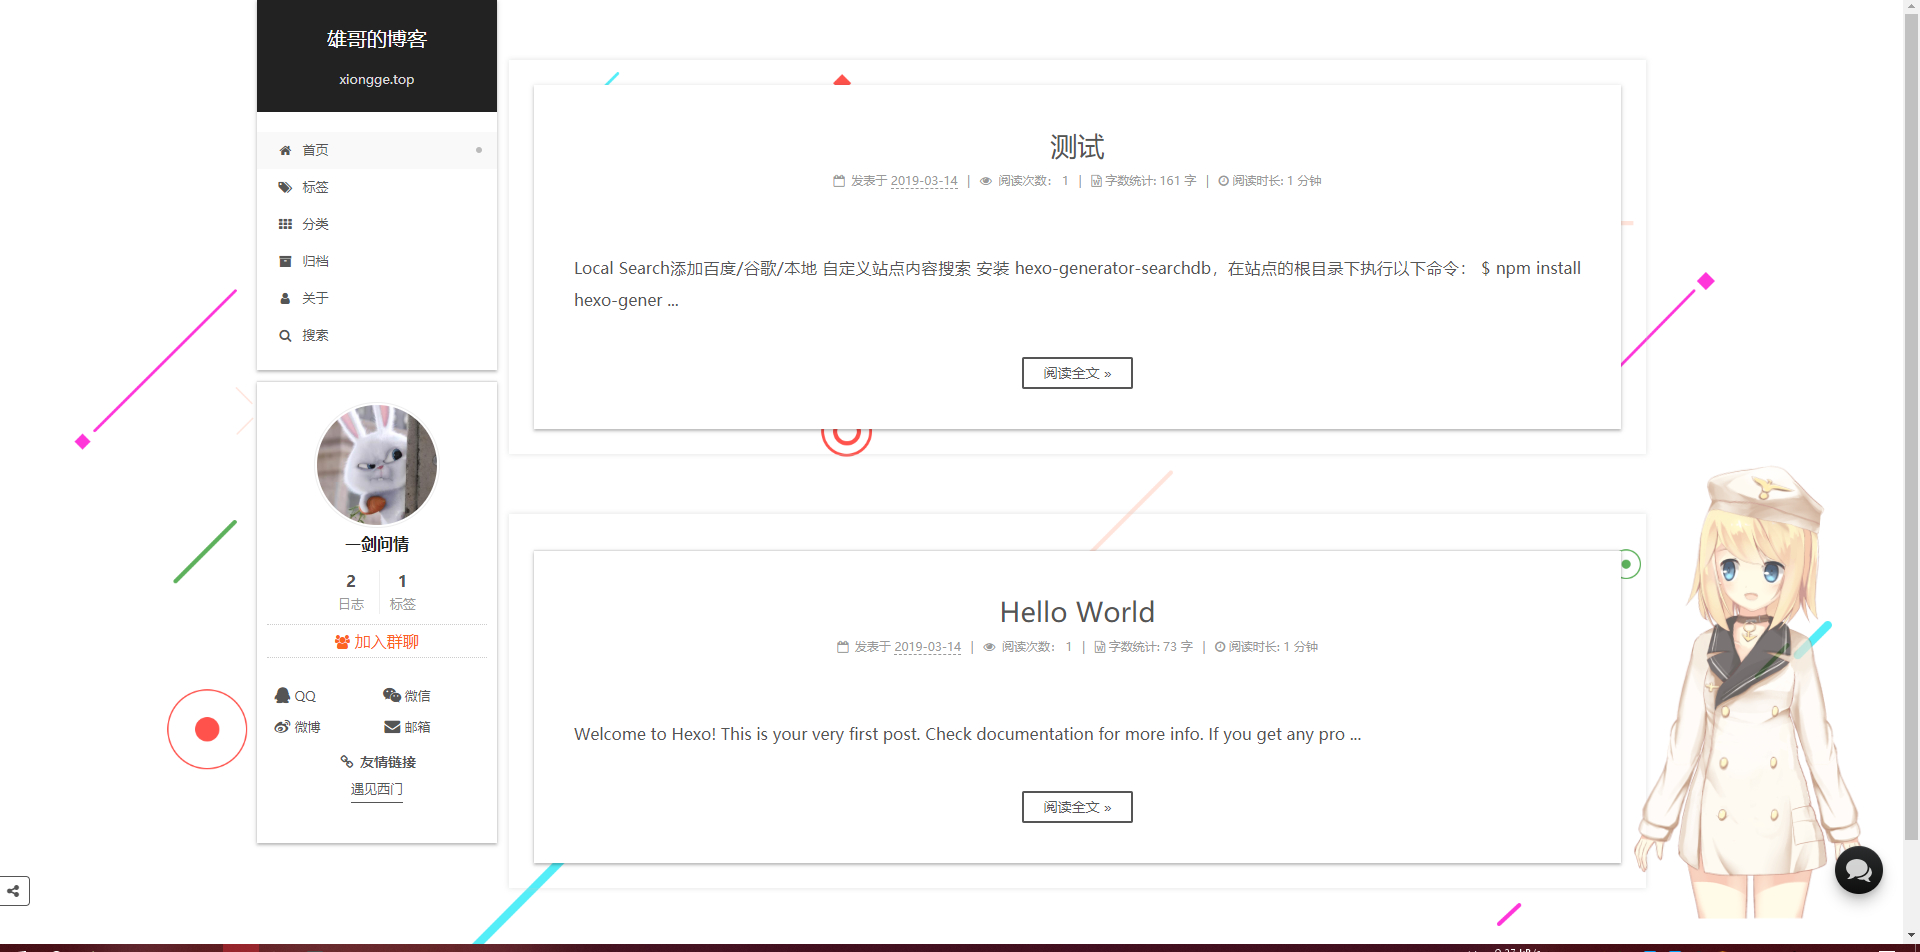 雄哥的博客
xiongge.top
首页
标签
分类
归档
关于
搜索
一剑问情
2 1
日志 标签
加入群聊
QQ 微信
微博 邮箱
友情链接
遇见西门
测试
发表于 2019-03-14 | 阅读次数: 1 | 字数统计: 161 字 | 阅读时长: 1 分钟
Local Search添加百度/谷歌/本地 自定义站点内容搜索 安装 hexo-generator-searchdb，在站点的根目录下执行以下命令： $ npm install
hexo-gener ...
阅读全文 »
Hello World
发表于 2019-03-14 | 阅读次数: 1 | 字数统计: 73 字 | 阅读时长: 1 分钟
Welcome to Hexo! This is your very first post. Check documentation for more info. If you get any pro ...
阅读全文 »